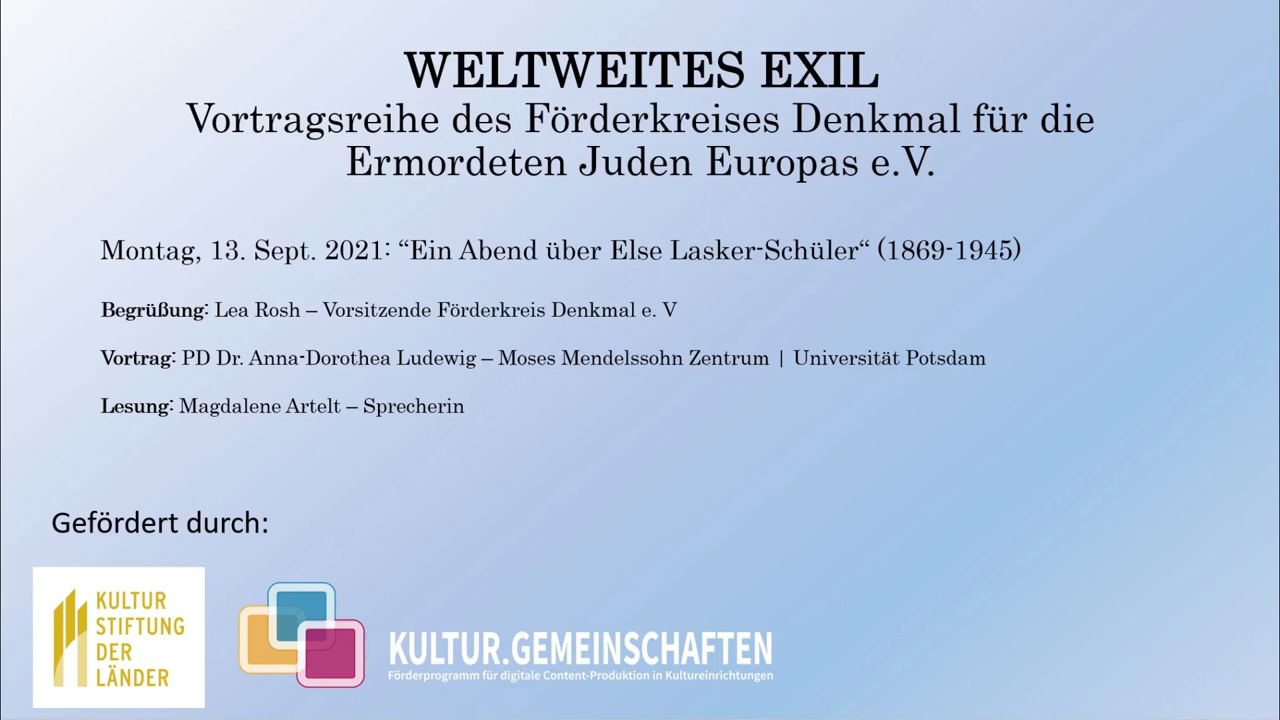 WELTWEITES EXIL
Vortragsreihe des Förderkreises Denkmal für die
Ermordeten Juden Europas e.V.
Montag, 13. Sept. 2021: “Ein Abend über Else Lasker-Schüler“ (1869-1945)
Begrüßung: Lea Rosh – Vorsitzende Förderkreis Denkmal e. V
Vortrag: PD Dr. Anna-Dorothea Ludewig – Moses Mendelssohn Zentrum | Universität Potsdam
Lesung: Magdalene Artelt – Sprecherin
Gefördert durch:
KULTUR
STIFTUNG
DER
LÄNDER
KULTUR.GEMEINSCHAFTEN
Förderprogramm für digitale Content-Produktion in Kultureinrichtungen